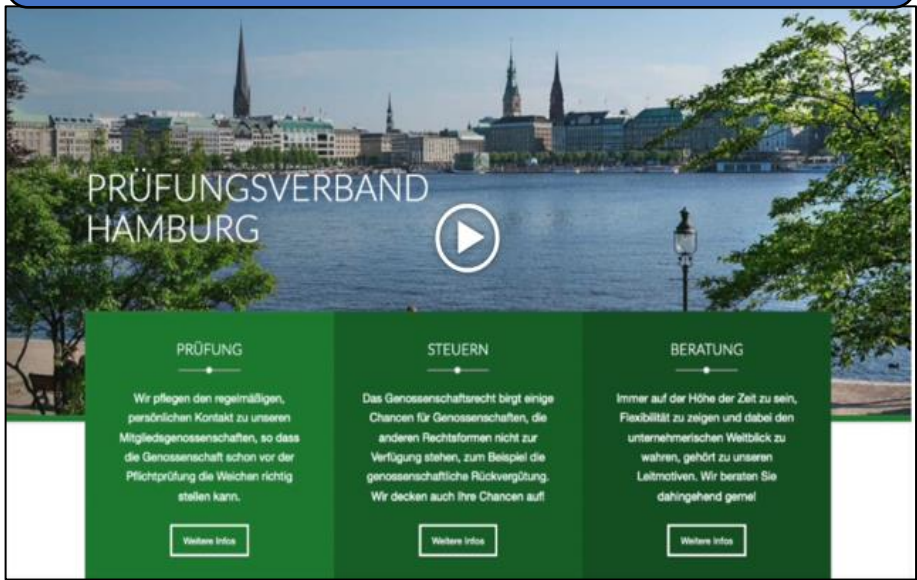 PRÜFUNGSVERBAND
HAMBURG
PRÜFUNG
Wir pflegen den regelmäßigen,
persönlichen Kontakt zu unseren
Mitgliedsgenossenschaften, so dass
die Genossenschaft schon vor der
Pflichtprüfung die Weichen richtig
stellen kann.
Weitere Infos
STEUERN
Das Genossenschaftsrecht birgt einige
Chancen für Genossenschaften, die
anderen Rechtsformen nicht zur
Verfügung stehen, zum Beispiel die
genossenschaftliche Rückvergütung.
Wir decken auch Ihre Chancen auf!
Weitere Infos
BERATUNG
Immer auf der Höhe der Zeit zu sein,
Flexibilität zu zeigen und dabei den
unternehmerischen Weitblick zu
wahren, gehört zu unseren
Leitmotiven. Wir beraten Sie
dahingehend gerne!
Weitere Infos